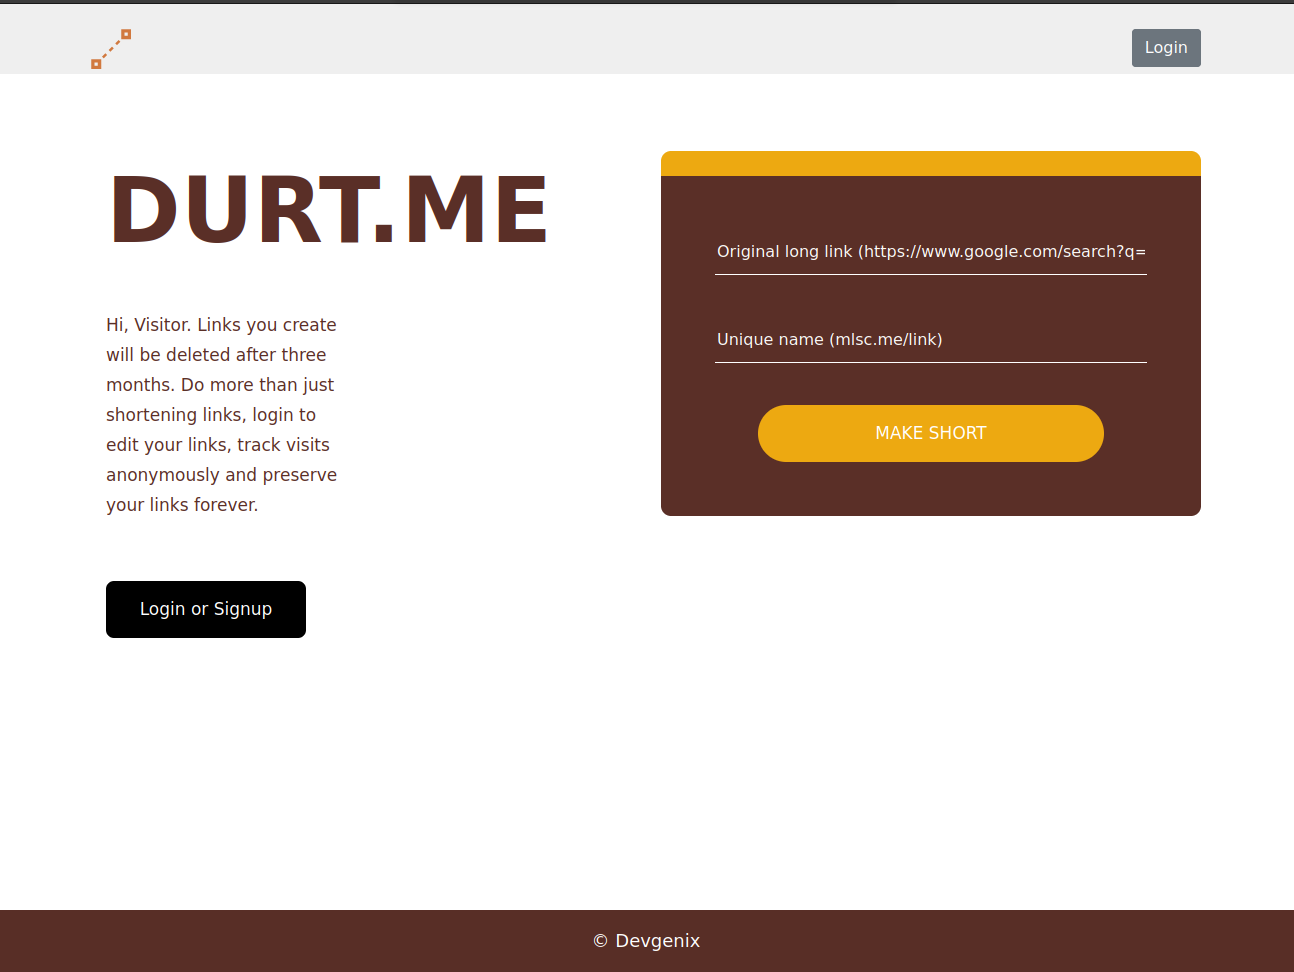 Login
DURT.ME
Hi, Visitor. Links you create
will be deleted after three
months. Do more than just
shortening links, login to
edit your links, track visits
anonymously and preserve
your links forever.
Login or Signup
Original long link (https://www.google.com/search?q=
Unique name (mlsc.me/link)
MAKE SHORT
© Devgenix